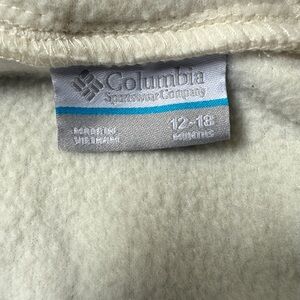 Columbia
Sportswear Company
MADE IN
VIETNAM
12-18
MONTHS